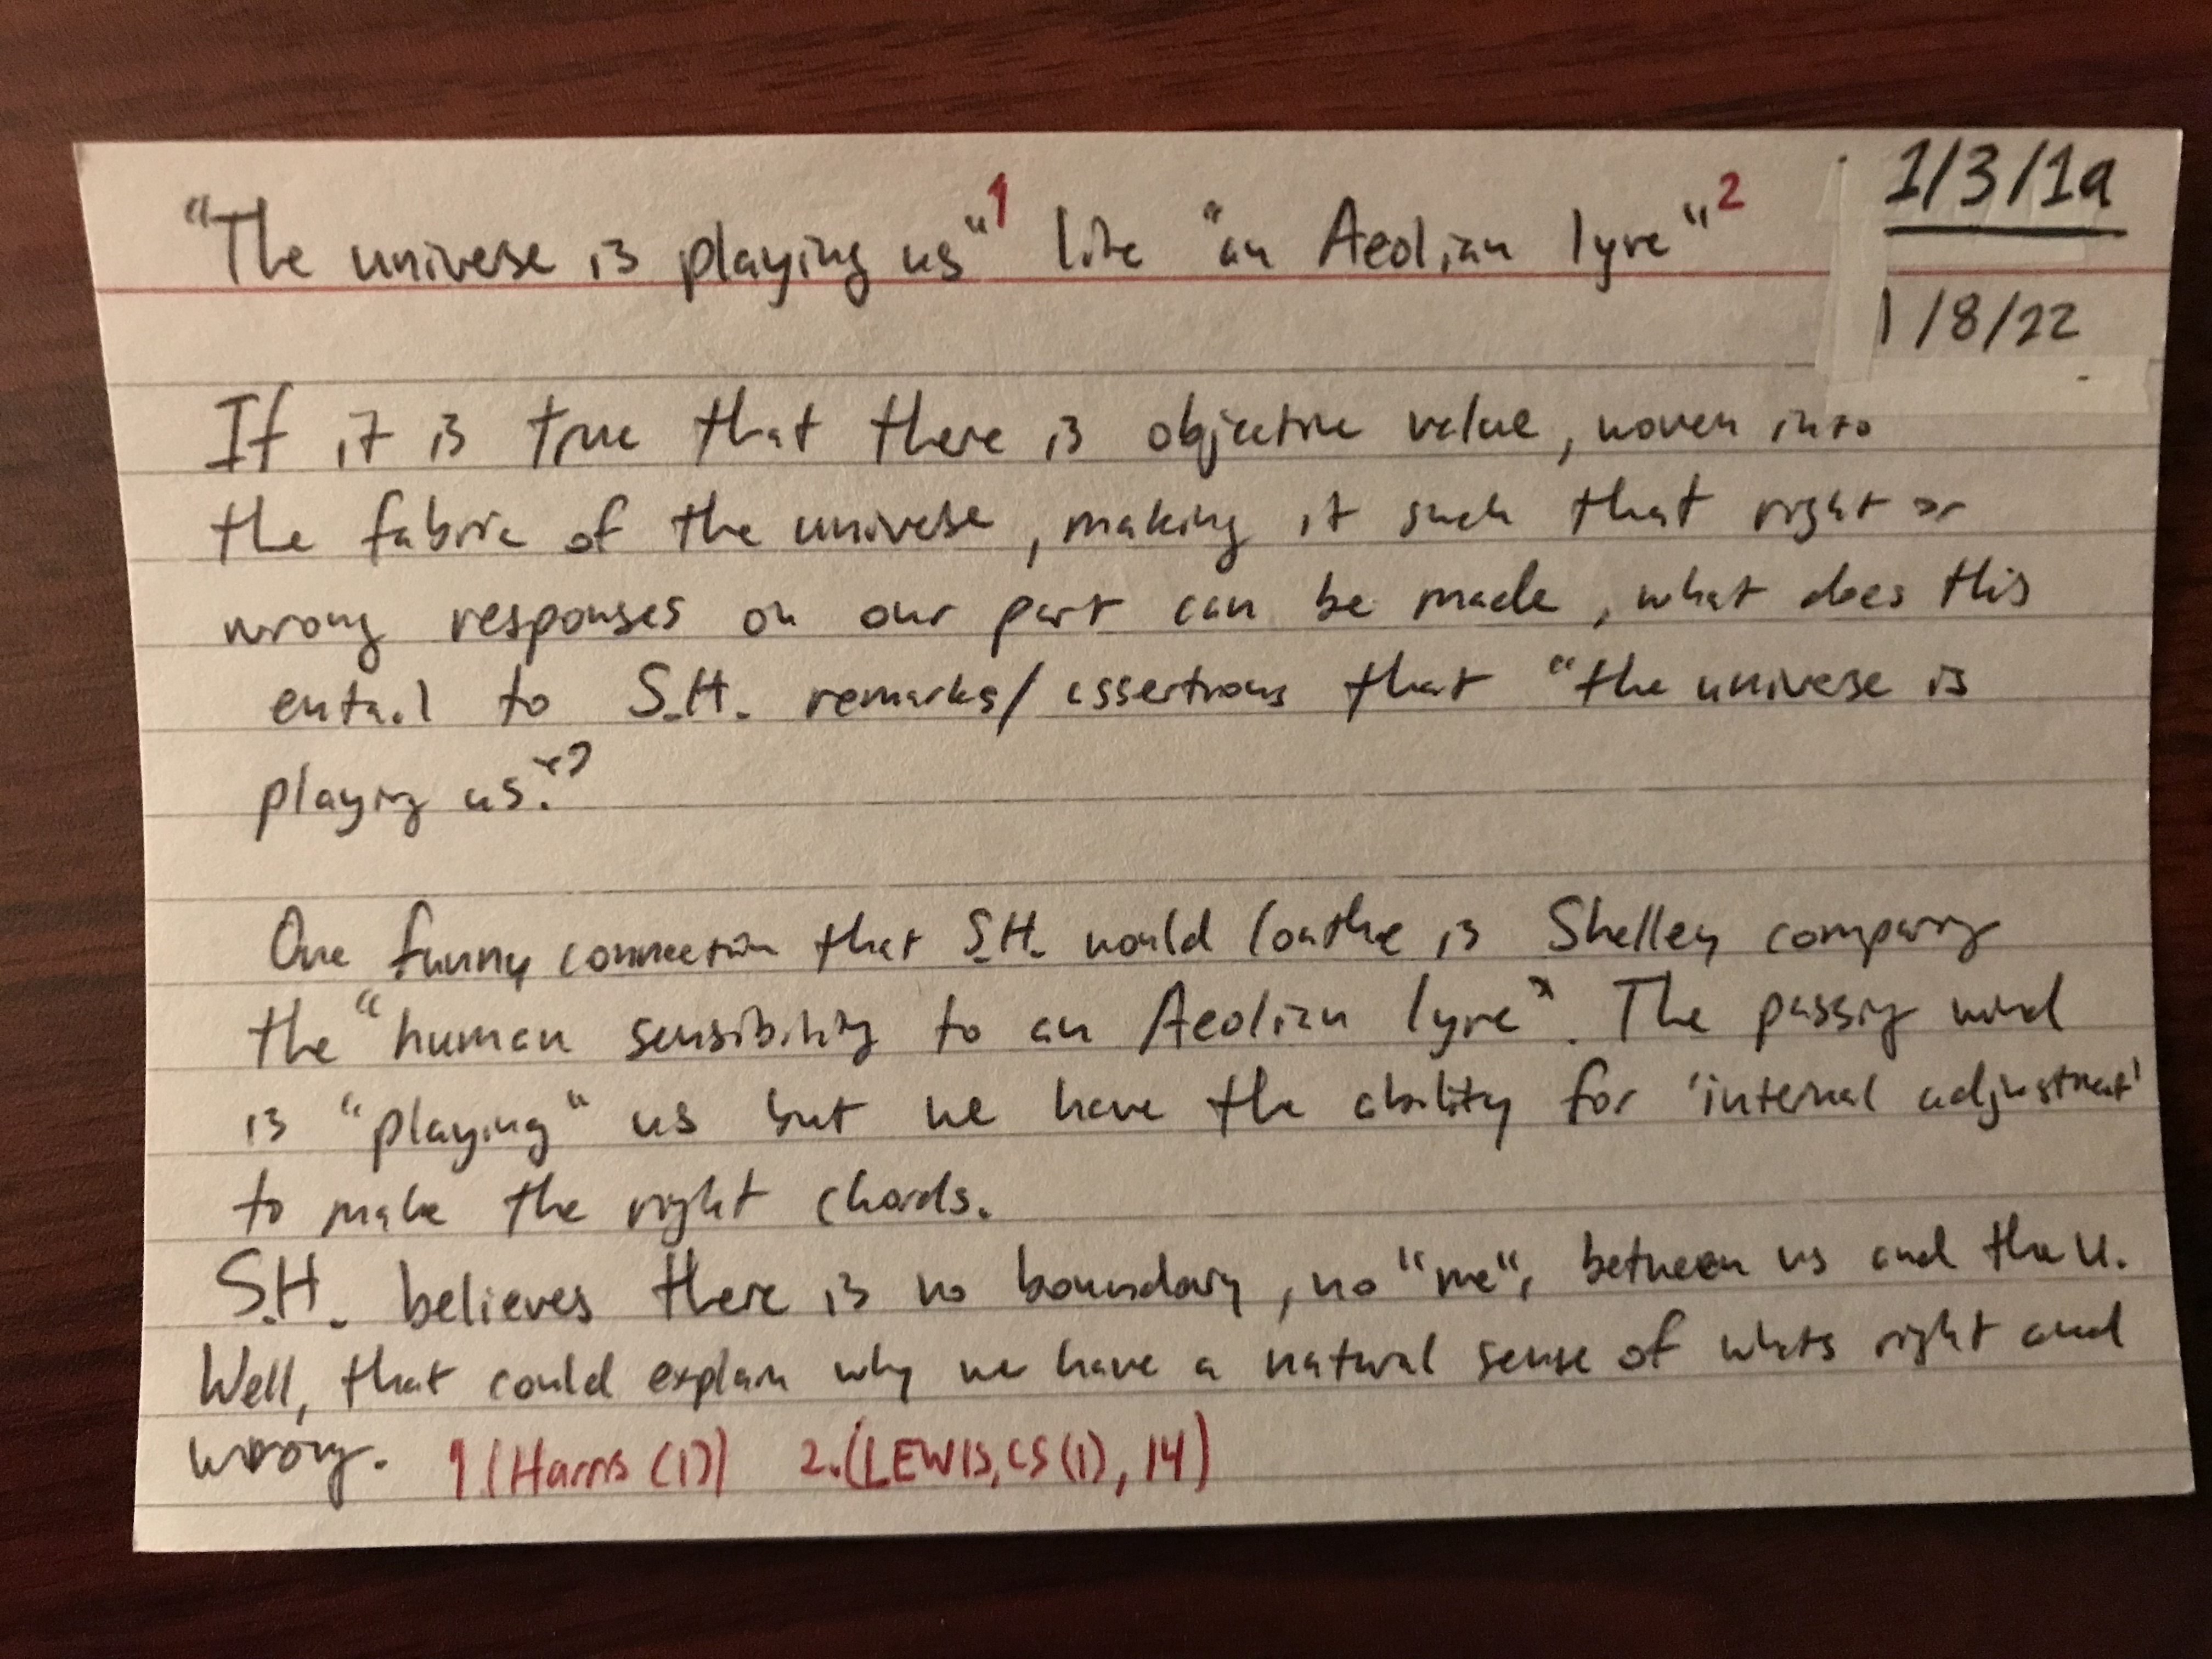 "The universe is playing us"1 like "an Aeolian lyre"2
1/3/1a
1/8/22
If it is true that there is objective value, woven into
the fabric of the universe, making it such that right or
wrong responses on our part can be made, what does this
entail to S.H. remarks/assertions that "the universe is
playing us."?
One funny connection that S.H. would loathe is Shelley comparing
the "human sensibility to an Aeolian lyre". The passing wind
is "playing" us but we have the ability for 'internal adjustment'
to make the right chords.
S.H. believes there is no boundary, no "me", between us and the U.
Well, that could explain why we have a natural sense of whats right and
wrong. 1 (Harris (1)) 2. (LEWIS, CS (1), 14)